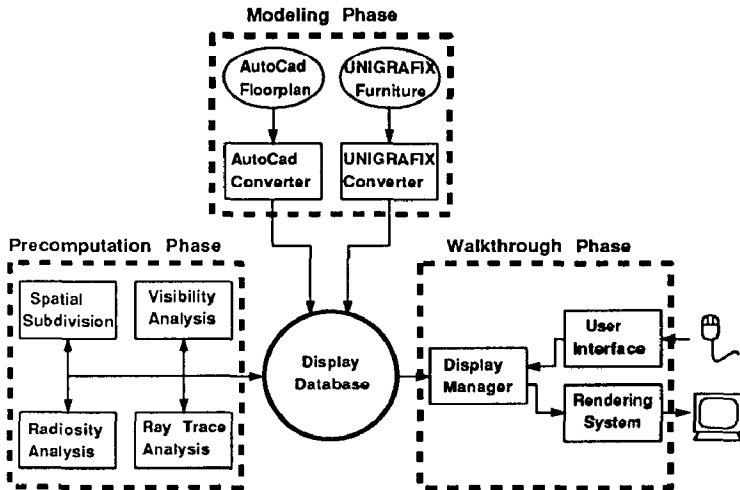 Modeling Phase
AutoCad
Floorplan
UNIGRAFIX
Furniture
AutoCad
Converter
UNIGRAFIX
Converter
Precomputation Phase
Spatial
Subdivision
Visibility
Analysis
Radiosity
Analysis
Ray Trace
Analysis
Display
Database
Walkthrough Phase
User
Interface
Display
Manager
Rendering
System